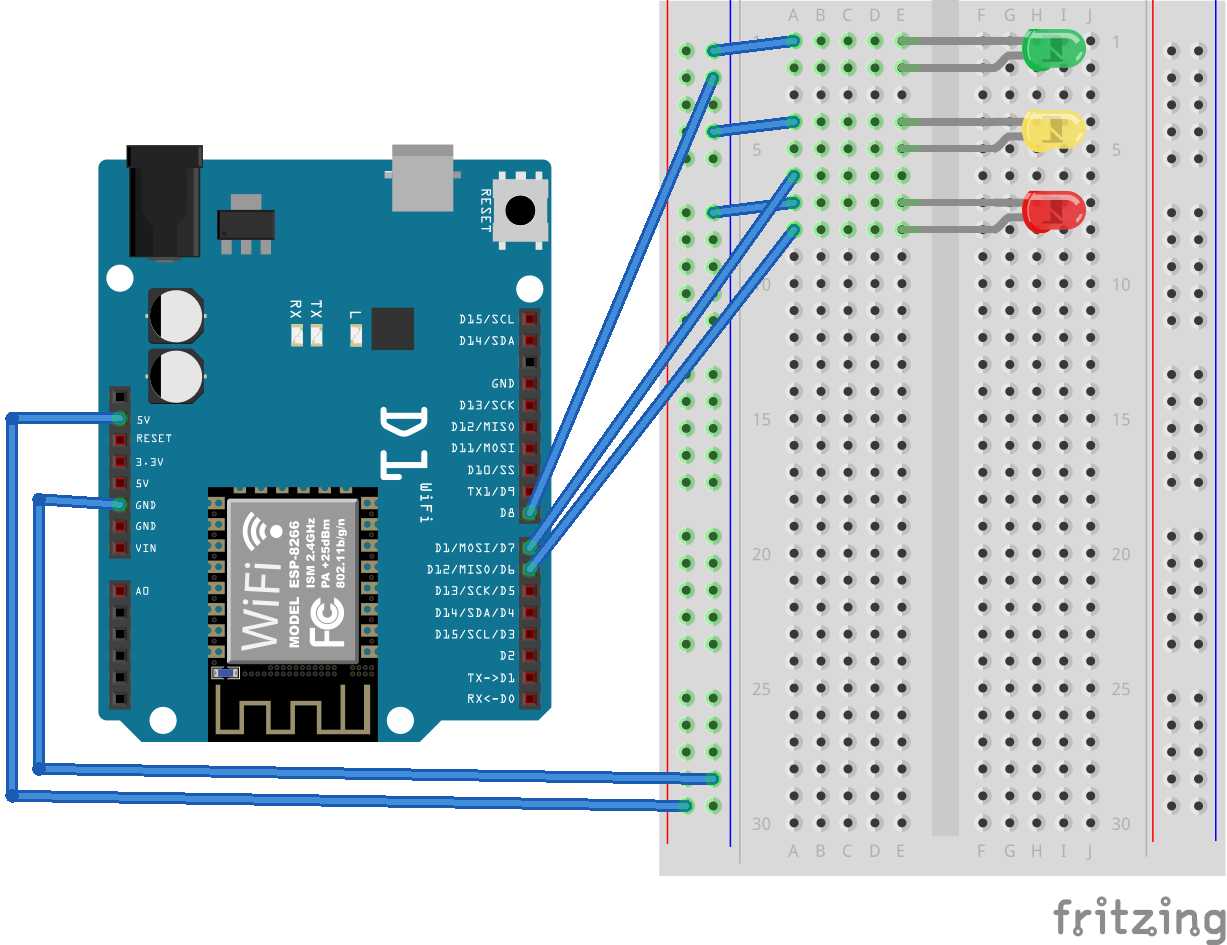 A B C D E F G H I J
1 1
5 5
10 10
15 15
20 20
25 25
30 30
A B C D E F G H I J
RESET
RX
TX
L
D15/SCL
D14/SDA
GND
D13/SCK
D12/MISO
D11/MOSI
D10/SS
TX1/D9
D8
D1/MOSI/D7
D12/MISO/D6
D13/SCK/D5
D14/SDA/D4
D15/SCL/D3
D2
TX->D1
RX<-D0
5V
RESET
3.3V
5V
GND
GND
VIN
A0
D1
WiFi
WiFi
MODEL ESP-8266
ISM 2.4GHz
PA +25dBm
802.11b/g/n
FC
fritzing